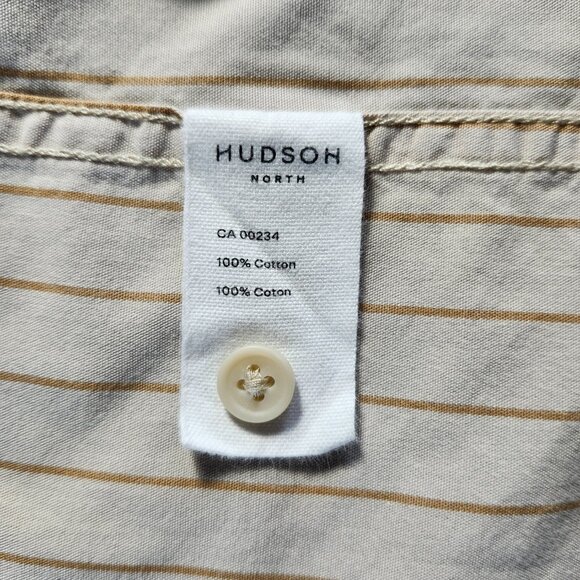 HUDSON
NORTH
CA 00234
100% Cotton
100% Coton